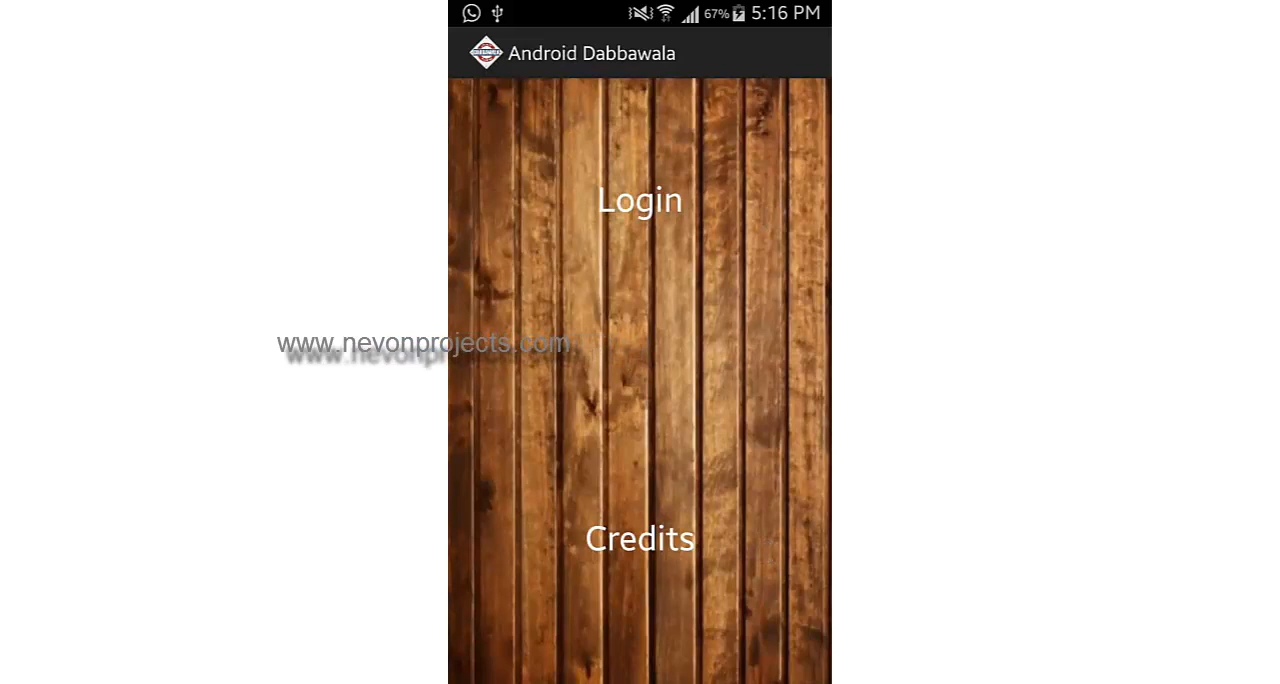 67% 5:16 PM
Android Dabbawala
Login
www.nevonprojects.com
Credits